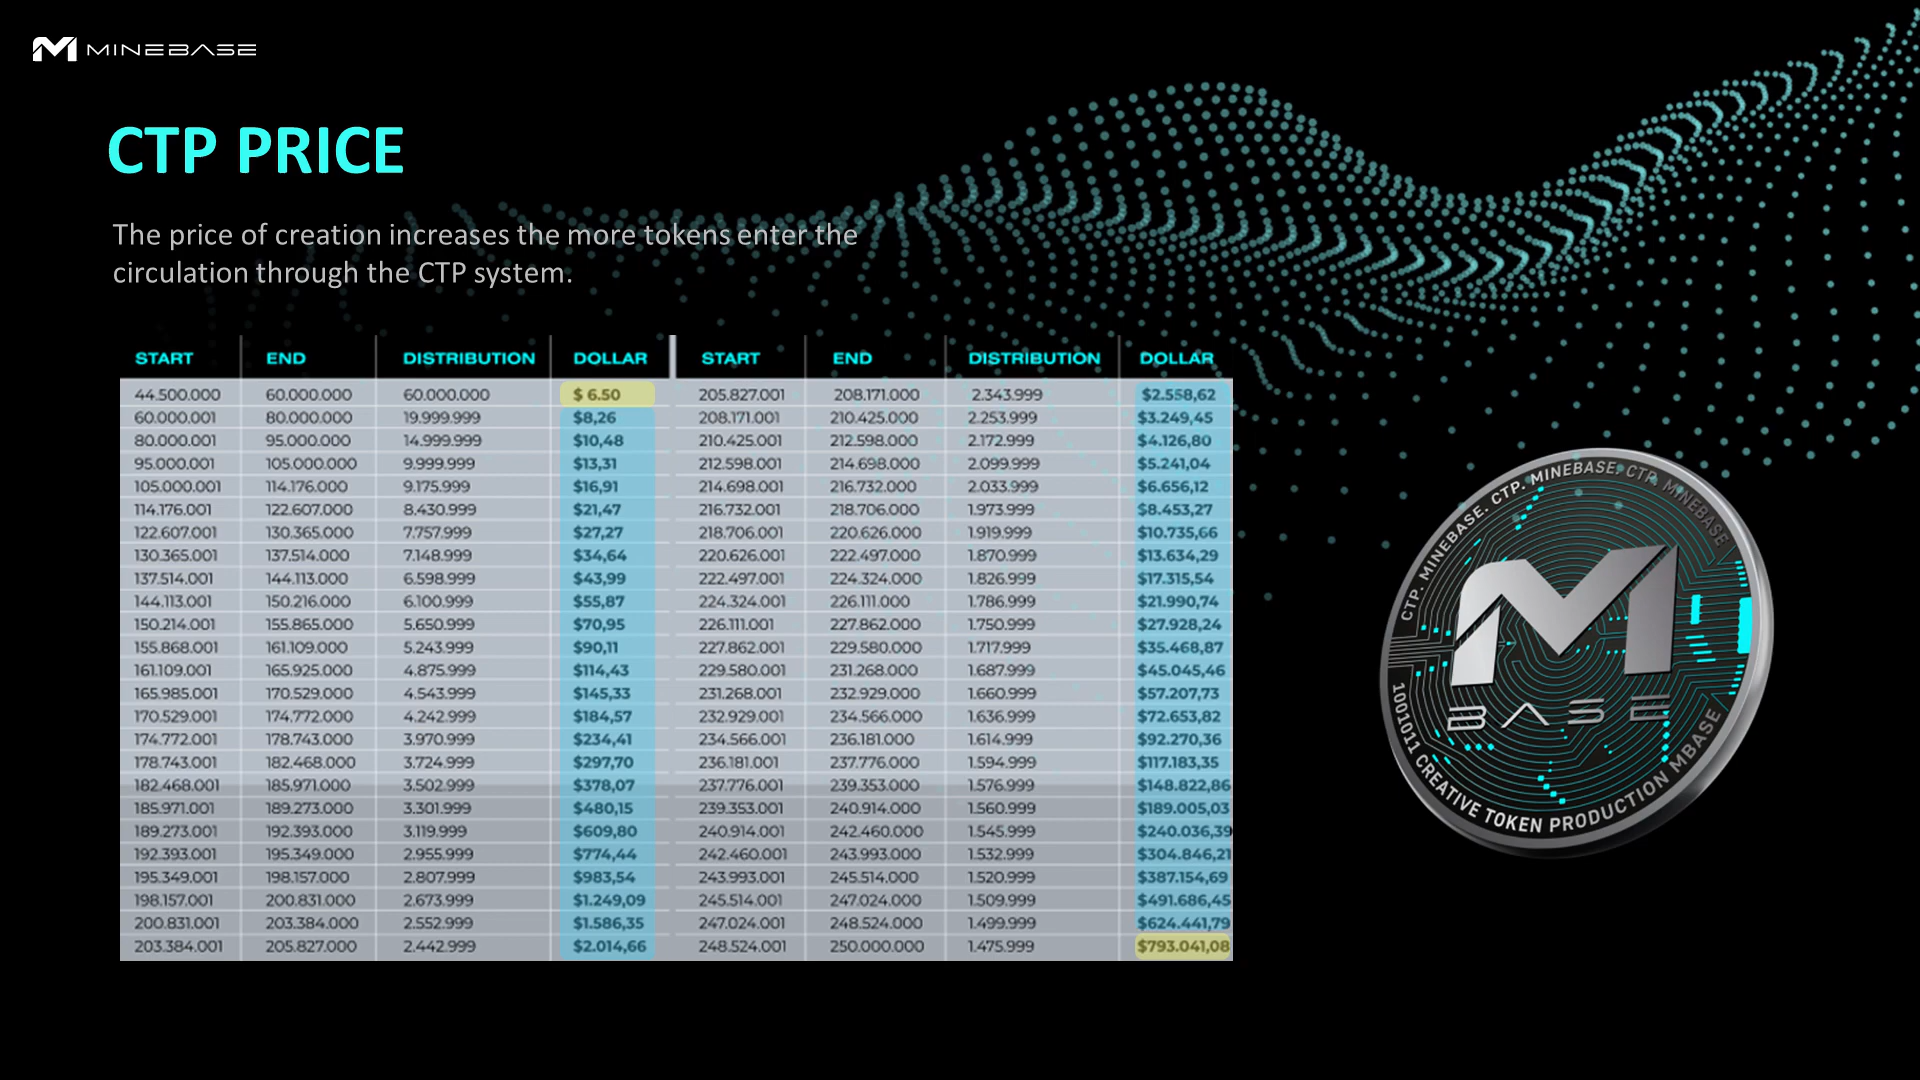 MINEBASE
CTP PRICE
The price of creation increases the more tokens enter the
circulation through the CTP system.
START END DISTRIBUTION DOLLAR START END DISTRIBUTION DOLLAR
44.500.000 60.000.000 60.000.000 $ 6.50 205.827.001 208.171.000 2.343.999 $2.558,62
60.000.001 80.000.000 19.999.999 $8,26 208.171.001 210.425.000 2.253.999 $3.249,45
80.000.001 95.000.000 14.999.999 $10,48 210.425.001 212.598.000 2.172.999 $4.126,80
95.000.001 105.000.000 9.999.999 $13,31 212.598.001 214.698.000 2.099.999 $5.241,04
105.000.001 114.176.000 9.175.999 $16,91 214.698.001 216.732.000 2.033.999 $6.656,12
114.176.001 122.607.000 8.430.999 $21,47 216.732.001 218.706.000 1.973.999 $8.453,27
122.607.001 130.365.000 7.757.999 $27,27 218.706.001 220.626.000 1.919.999 $10.735,66
130.365.001 137.514.000 7.148.999 $34,64 220.626.001 222.497.000 1.870.999 $13.634,29
137.514.001 144.113.000 6.598.999 $43,99 222.497.001 224.324.000 1.826.999 $17.315,54
144.113.001 150.216.000 6.100.999 $55,87 224.324.001 226.111.000 1.786.999 $21.990,74
150.214.001 155.865.000 5.650.999 $70,95 226.111.001 227.862.000 1.750.999 $27.928,24
155.868.001 161.109.000 5.243.999 $90,11 227.862.001 229.580.000 1.717.999 $35.468,87
161.109.001 165.925.000 4.875.999 $114,43 229.580.001 231.268.000 1.687.999 $45.045,46
165.985.001 170.529.000 4.543.999 $145,33 231.268.001 232.929.000 1.660.999 $57.207,73
170.529.001 174.772.000 4.242.999 $184,57 232.929.001 234.566.000 1.636.999 $72.653,82
174.772.001 178.743.000 3.970.999 $234,41 234.566.001 236.181.000 1.614.999 $92.270,36
178.743.001 182.468.000 3.724.999 $297,70 236.181.001 237.776.000 1.594.999 $117.183,35
182.468.001 185.971.000 3.502.999 $378,07 237.776.001 239.353.000 1.576.999 $148.822,86
185.971.001 189.273.000 3.301.999 $480,15 239.353.001 240.914.000 1.560.999 $189.005,03
189.273.001 192.393.000 3.119.999 $609,80 240.914.001 242.460.000 1.545.999 $240.036,39
192.393.001 195.349.000 2.955.999 $774,44 242.460.001 243.993.000 1.532.999 $304.846,21
195.349.001 198.157.000 2.807.999 $983,54 243.993.001 245.514.000 1.520.999 $387.154,69
198.157.001 200.831.000 2.673.999 $1.249,09 245.514.001 247.024.000 1.509.999 $491.686,45
200.831.001 203.384.000 2.552.999 $1.586,35 247.024.001 248.524.000 1.499.999 $624.441,79
203.384.001 205.827.000 2.442.999 $2.014,66 248.524.001 250.000.000 1.475.999 $793.041,08
CTP. MINEBASE. CTP. MINEBASE. CTP. MINEBASE
M
BASE
1001011 CREATIVE TOKEN PRODUCTION MBASE